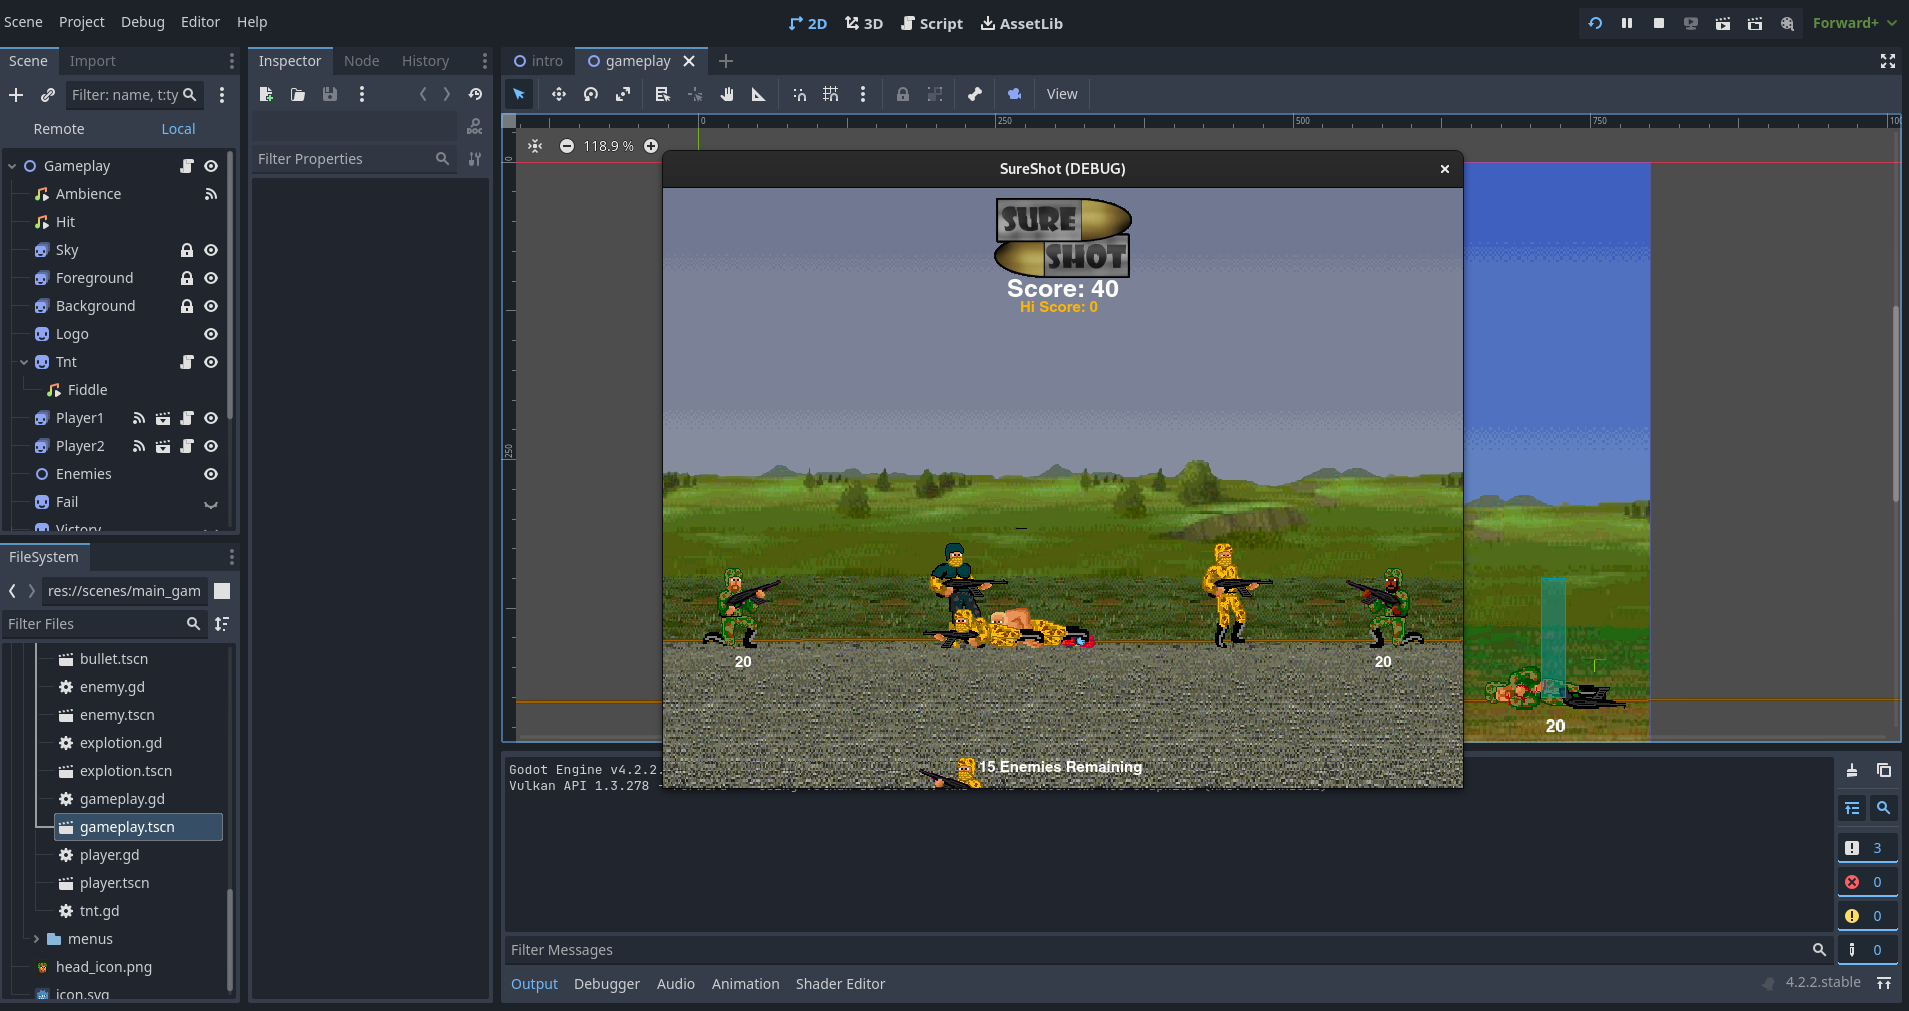 Scene Project Debug Editor Help
2D 3D Script AssetLib
Forward+
Scene Import
Inspector Node History
intro gameplay
Filter: name, t:ty
View
Remote Local
Filter Properties
0 250 500 750 100
118.9 %
0
250
Gameplay
Ambience
Hit
Sky
Foreground
Background
Logo
Tnt
Fiddle
Player1
Player2
Enemies
Fail
Victory
FileSystem
res://scenes/main_gam
Filter Files
bullet.tscn
enemy.gd
enemy.tscn
explotion.gd
explotion.tscn
gameplay.gd
gameplay.tscn
player.gd
player.tscn
tnt.gd
menus
head_icon.png
icon.svg
SureShot (DEBUG)
SURE
SHOT
Score: 40
Hi Score: 0
20 20
15 Enemies Remaining
20
Godot Engine v4.2.2.
Vulkan API 1.3.278 -
3
0
0
0
Filter Messages
Output Debugger Audio Animation Shader Editor
4.2.2.stable
DOC